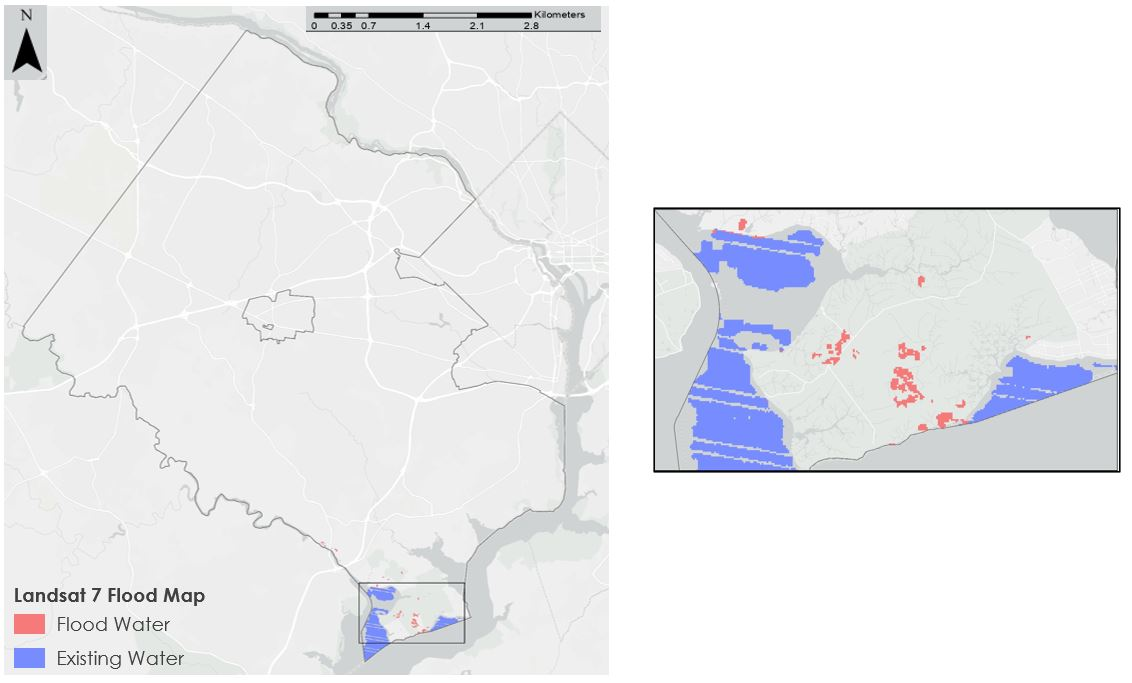 N
Kilometers
0 0.35 0.7 1.4 2.1 2.8
Landsat 7 Flood Map
Flood Water
Existing Water